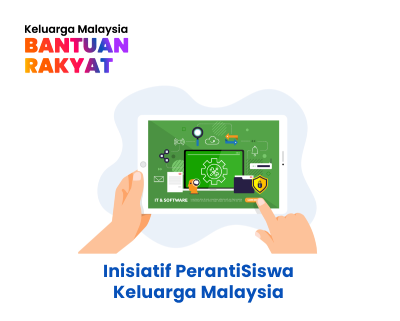 Keluarga Malaysia
BANTUAN
RAKYAT
IT & SOFTWARE
Inisiatif PerantiSiswa
Keluarga Malaysia